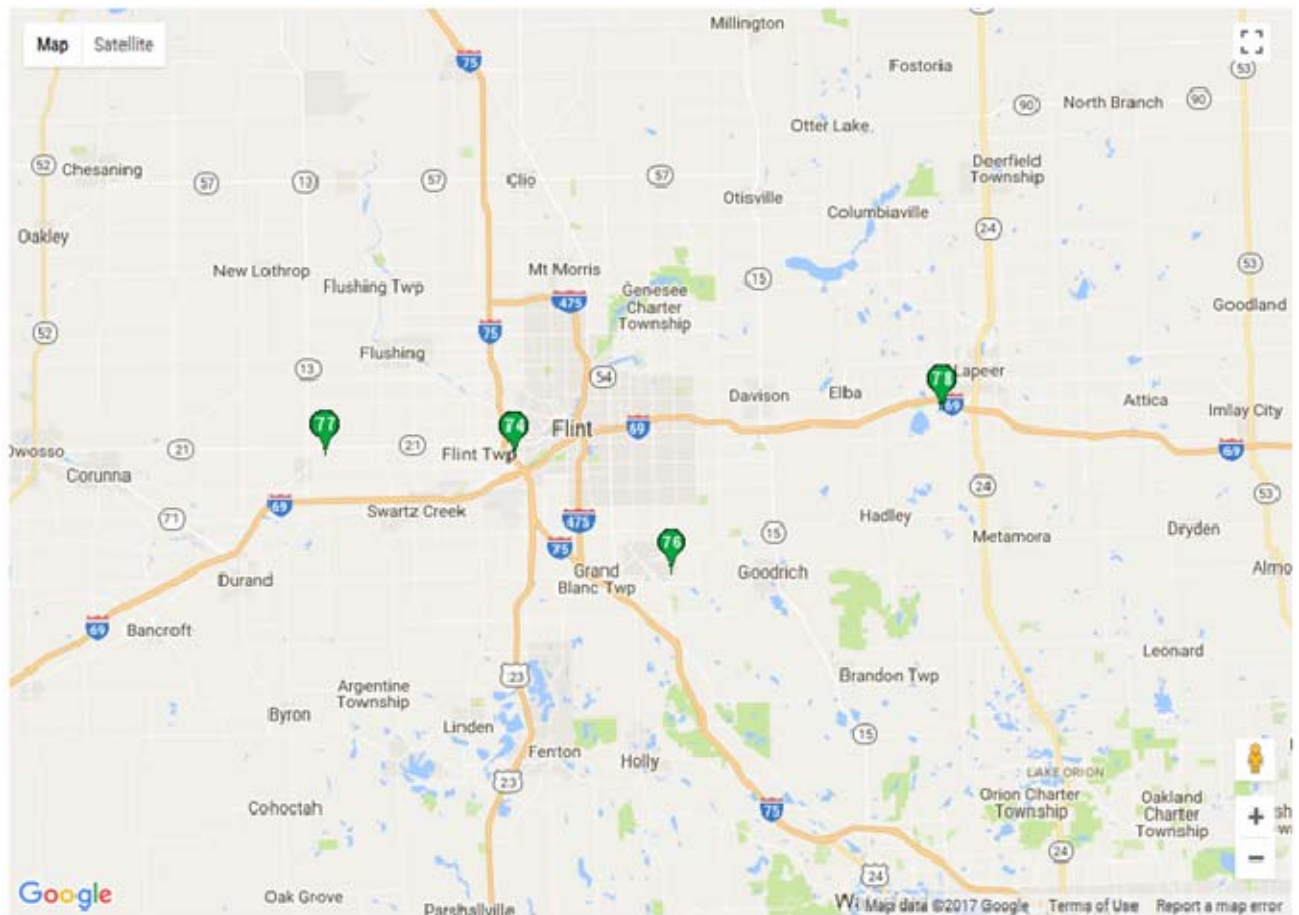 Map Satellite
Millington
75
Fostoria
53
90
North Branch
90
Otter Lake
52
Chesaning
57
13
57
Clio
57
Deerfield
Township
Otisville
Columbiaville
Oakley
24
New Lothrop
Flushing Twp
Mt Morris
15
53
Genesee
Charter
Township
475
Goodland
52
75
Flushing
13
54
77
74
Flint
69
Davison
Elba
78
69
Lapeer
Attica
Imlay City
Owosso
21
21
Flint Twp
69
Corunna
71
69
Swartz Creek
475
24
53
Hadley
Metamora
Dryden
75
76
15
Durand
Grand
Blanc Twp
Goodrich
Almo
69
Bancroft
Leonard
23
Brandon Twp
Argentine
Township
Byron
Linden
Fenton
Holly
15
23
LAKE ORION
Orion Charter
Township
Oakland
Charter
Township
75
Cohoctah
24
24
Google
Oak Grove
Parshallville
Map data ©2017 Google Terms of Use Report a map error